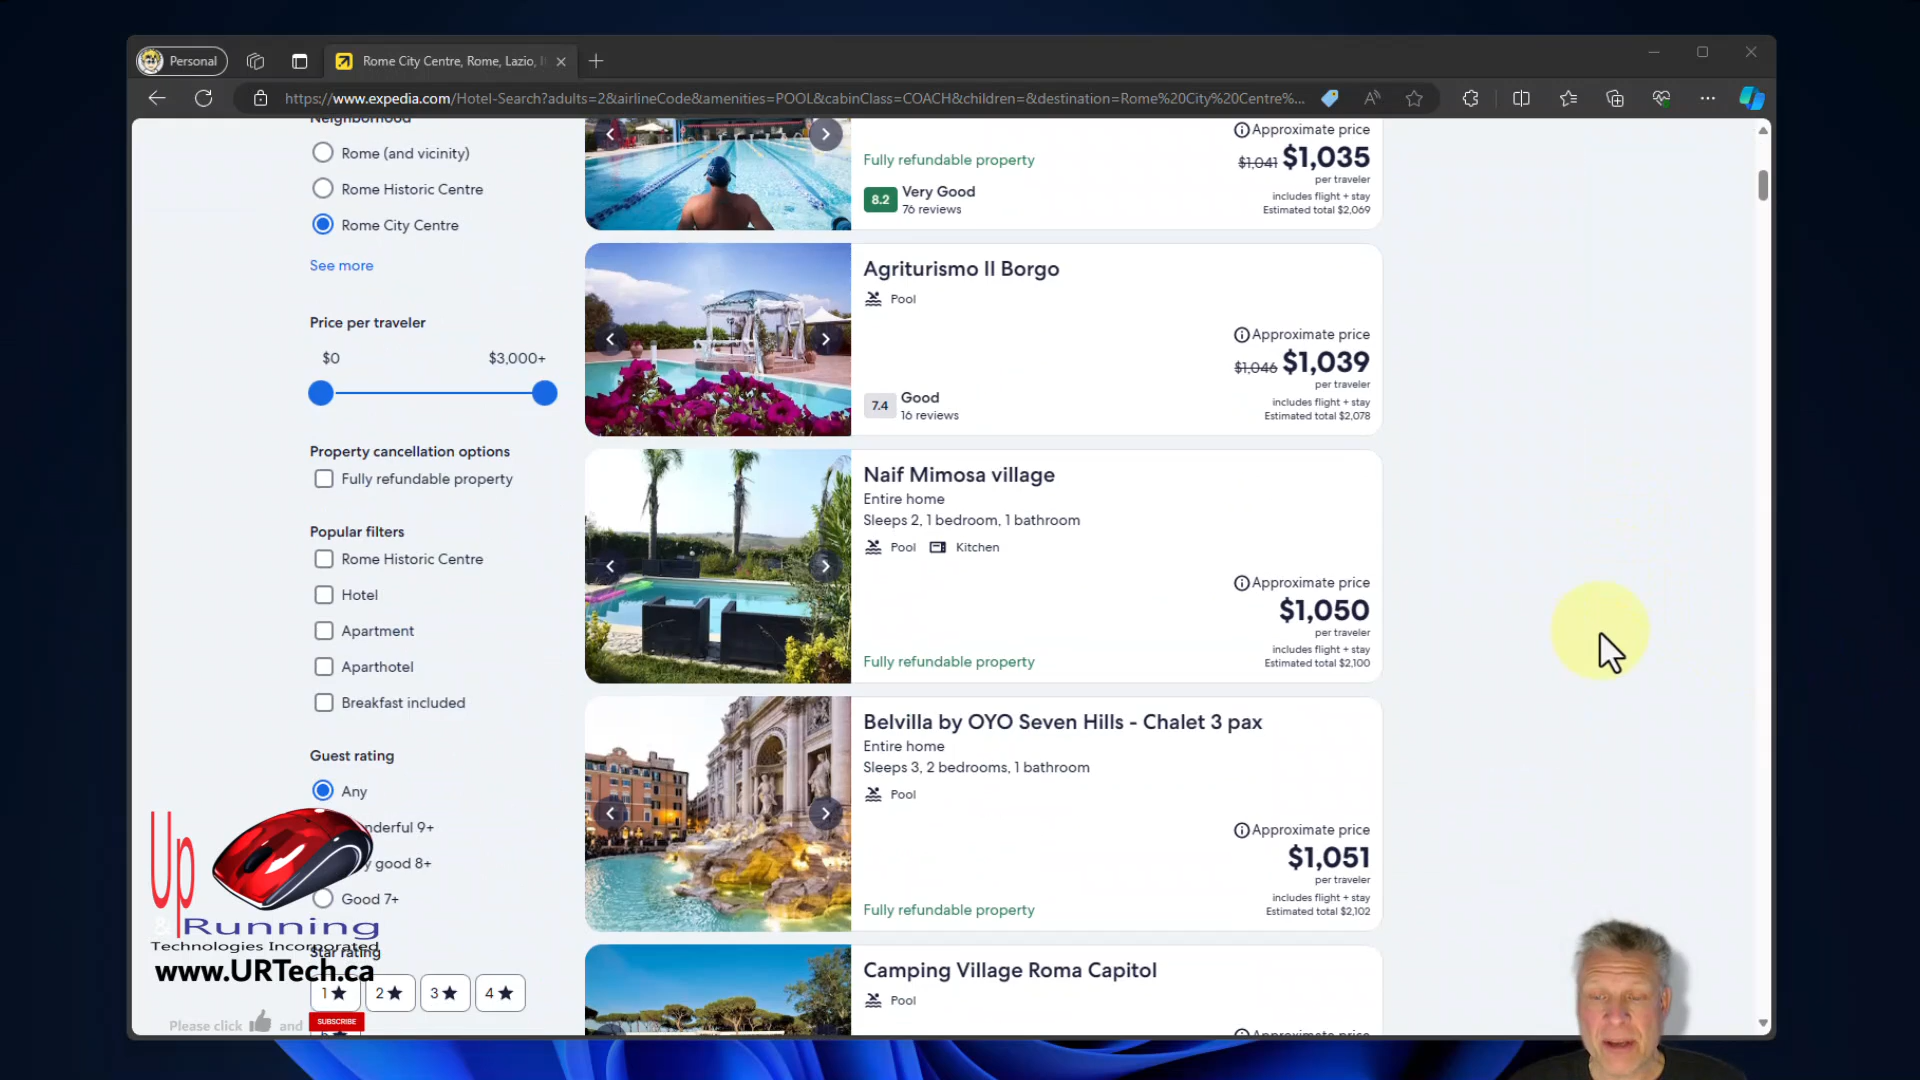 Personal
Rome City Centre, Rome, Lazio, I
https://www.expedia.com/Hotel-Search?adults=2&airlineCode&amenities=POOL&cabinClass=COACH&children=&destination=Rome%20City%20Centre%...
Neighborhood
Rome (and vicinity)
Rome Historic Centre
Rome City Centre
See more
Price per traveler
$0
$3,000+
Property cancellation options
Fully refundable property
Popular filters
Rome Historic Centre
Hotel
Apartment
Aparthotel
Breakfast included
Guest rating
Any
nderful 9+
y good 8+
Good 7+
Star rating
1
2
3
4
Approximate price
Fully refundable property
$1,041 $1,035
per traveler
8.2
Very Good
76 reviews
includes flight + stay
Estimated total $2,069
Agriturismo Il Borgo
Pool
Approximate price
$1,046 $1,039
per traveler
7.4
Good
16 reviews
includes flight + stay
Estimated total $2,078
Naif Mimosa village
Entire home
Sleeps 2, 1 bedroom, 1 bathroom
Pool
Kitchen
Approximate price
$1,050
per traveler
includes flight + stay
Estimated total $2,100
Fully refundable property
Belvilla by OYO Seven Hills - Chalet 3 pax
Entire home
Sleeps 3, 2 bedrooms, 1 bathroom
Pool
Approximate price
$1,051
per traveler
includes flight + stay
Estimated total $2,102
Fully refundable property
Camping Village Roma Capitol
Pool
Approximate price
Up
&Running
Technologies Incorporated
www.URTech.ca
Please click and SUBSCRIBE